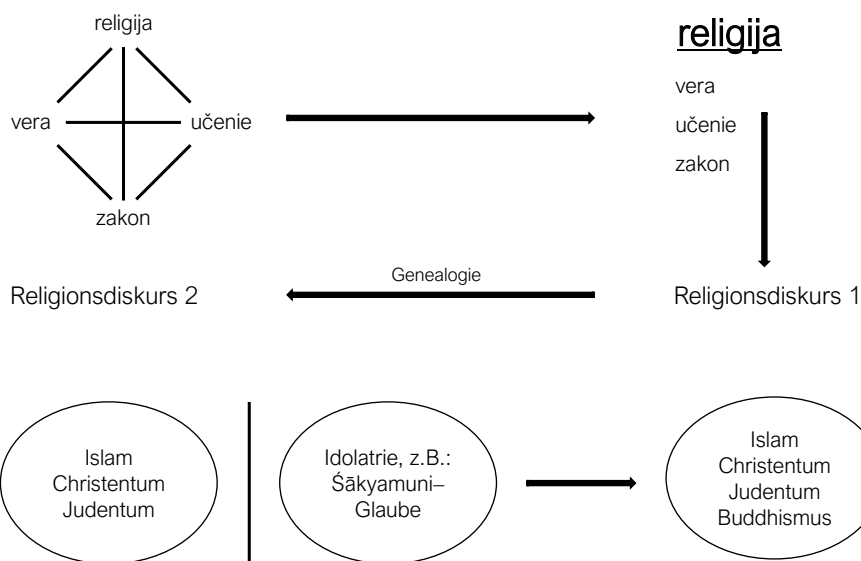 religija
vera
učenie
zakon
religija
vera
učenie
zakon
Religionsdiskurs 2
Genealogie
Religionsdiskurs 1
Islam
Christentum
Judentum
Idolatrie, z.B.:
Śākyamuni–
Glaube
Islam
Christentum
Judentum
Buddhismus